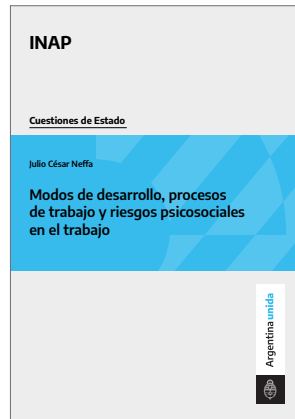 INAP
Cuestiones de Estado
Julio César Neffa
Modos de desarrollo, procesos
de trabajo y riesgos psicosociales
en el trabajo
Argentina unida